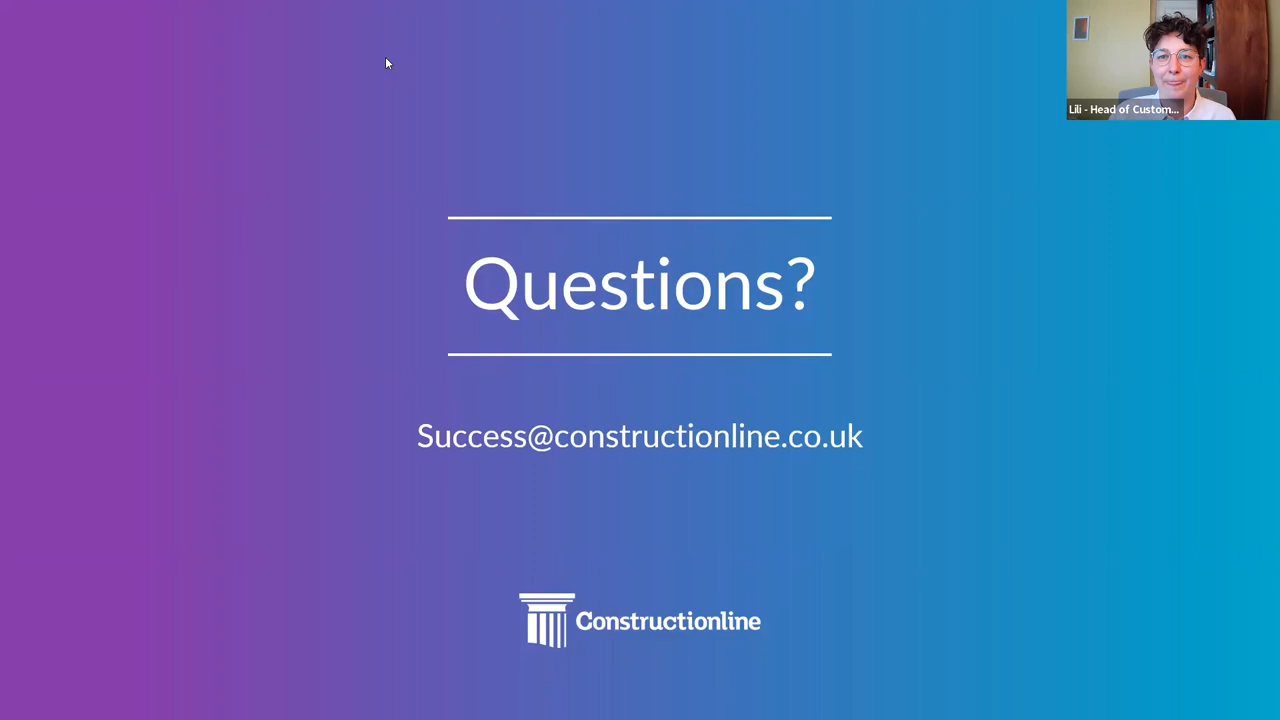 Lili - Head of Custom...
Questions?
Success@constructionline.co.uk
Constructionline